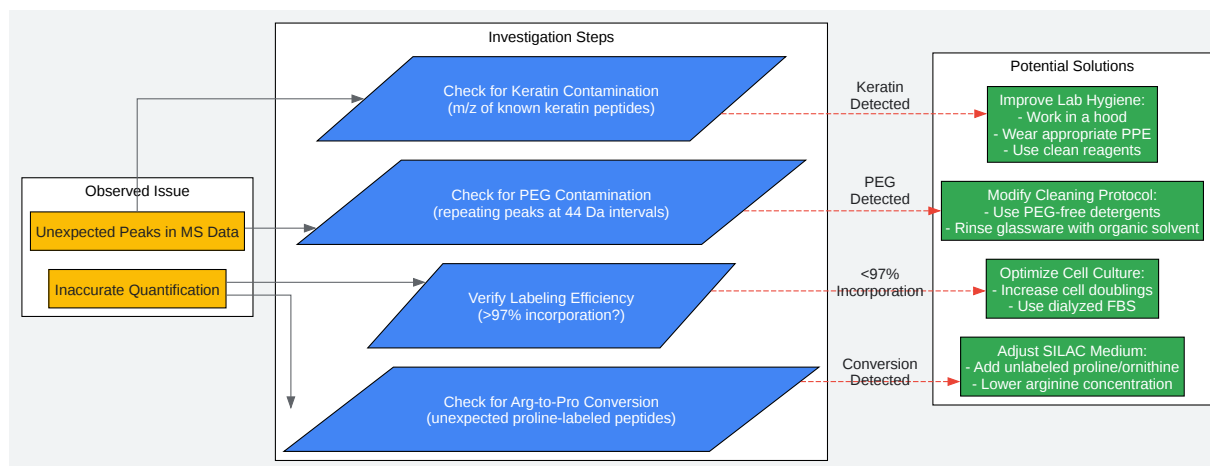 Observed Issue
Unexpected Peaks in MS Data
Inaccurate Quantification
Investigation Steps
Check for Keratin Contamination
(m/z of known keratin peptides)
Check for PEG Contamination
(repeating peaks at 44 Da intervals)
Verify Labeling Efficiency
(>97% incorporation?)
Check for Arg-to-Pro Conversion
(unexpected proline-labeled peptides)
Keratin
Detected
PEG
Detected
<97%
Incorporation
Conversion
Detected
Potential Solutions
Improve Lab Hygiene:
- Work in a hood
- Wear appropriate PPE
- Use clean reagents
Modify Cleaning Protocol:
- Use PEG-free detergents
- Rinse glassware with organic solvent
Optimize Cell Culture:
- Increase cell doublings
- Use dialyzed FBS
Adjust SILAC Medium:
- Add unlabeled proline/ornithine
- Lower arginine concentration